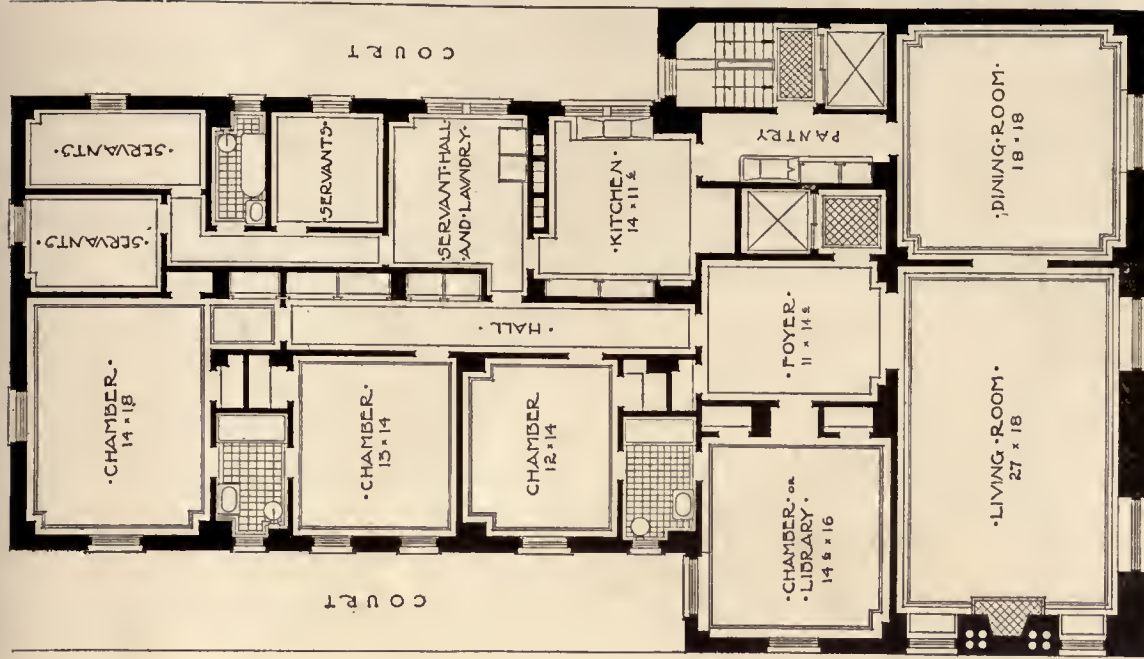 COURT
·SERVANTS·
·SERVANTS·
·SERVANTS·
·SERVANT·HALL·
·AND·LAVNDRY·
·KITCHEN·
14 × 11½
PANTRY
·DINING·ROOM·
18 × 18
·HALL·
·FOYER·
11 × 14½
·CHAMBER·
14 × 18
·CHAMBER·
13 × 14
CHAMBER
12 × 14
·CHAMBER· OR
·LIBRARY·
14½ × 16
·LIVING·ROOM·
27 × 18
COURT